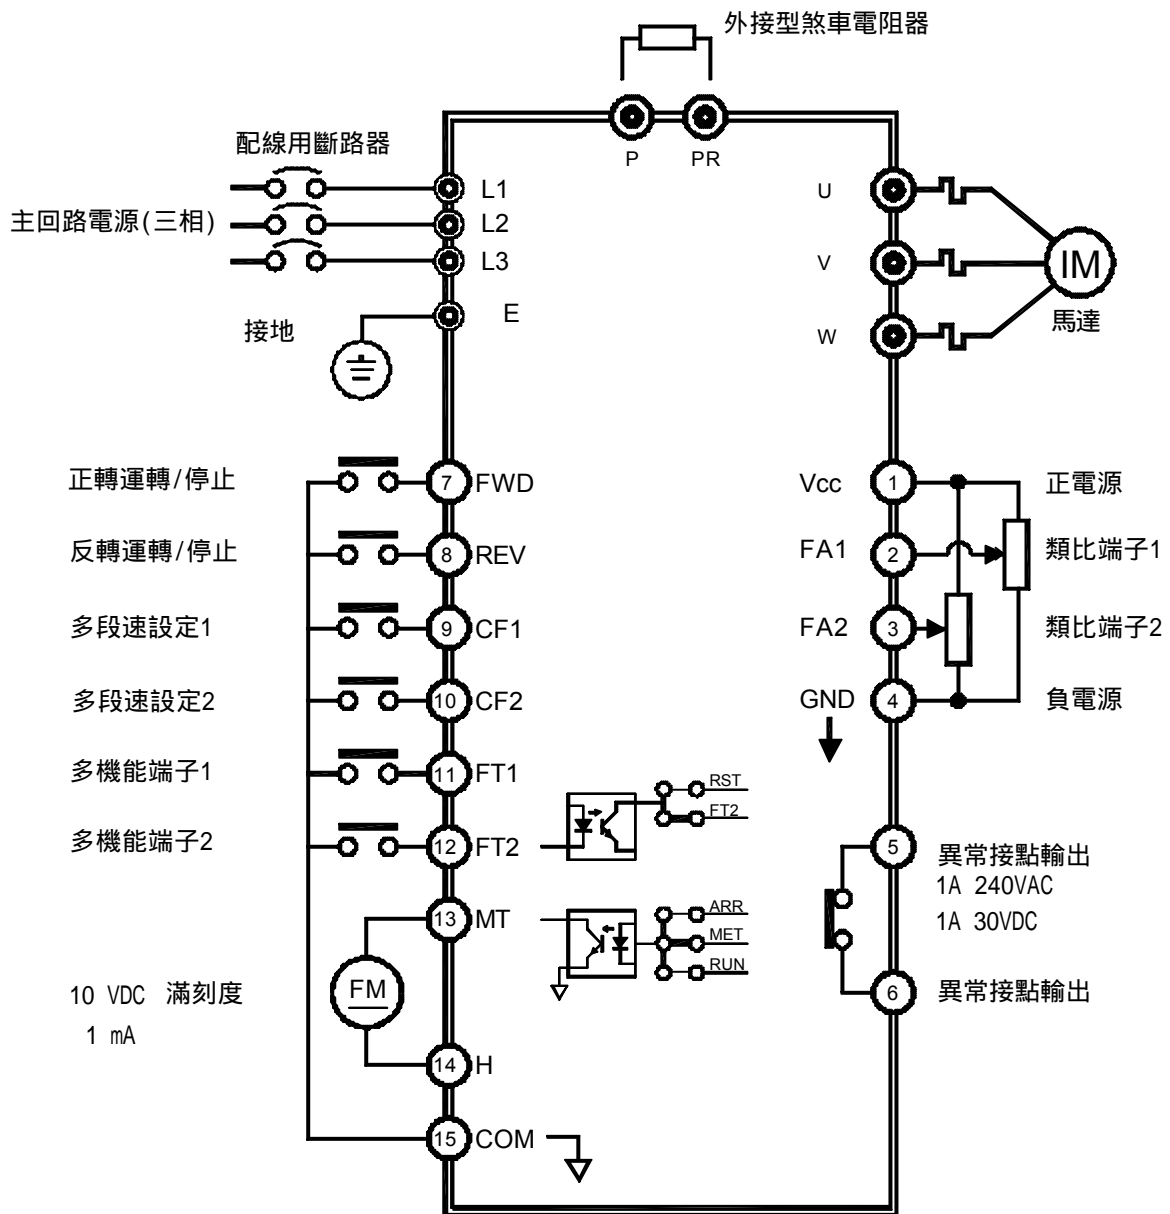 外接型煞車電阻器
P
PR
配線用斷路器
L1
U
主回路電源(三相)
L2
L3
V
IM
接地
E
W
馬達
正轉運轉/停止
7
FWD
Vcc
1
正電源
反轉運轉/停止
8
REV
FA1
2
類比端子1
多段速設定1
9
CF1
FA2
3
類比端子2
多段速設定2
10
CF2
GND
4
負電源
多機能端子1
11
FT1
RST
FT2
多機能端子2
12
FT2
5
異常接點輸出
1A 240VAC
1A 30VDC
13
MT
ARR
MET
RUN
10 VDC 滿刻度
1 mA
FM
6
異常接點輸出
14
H
15
COM